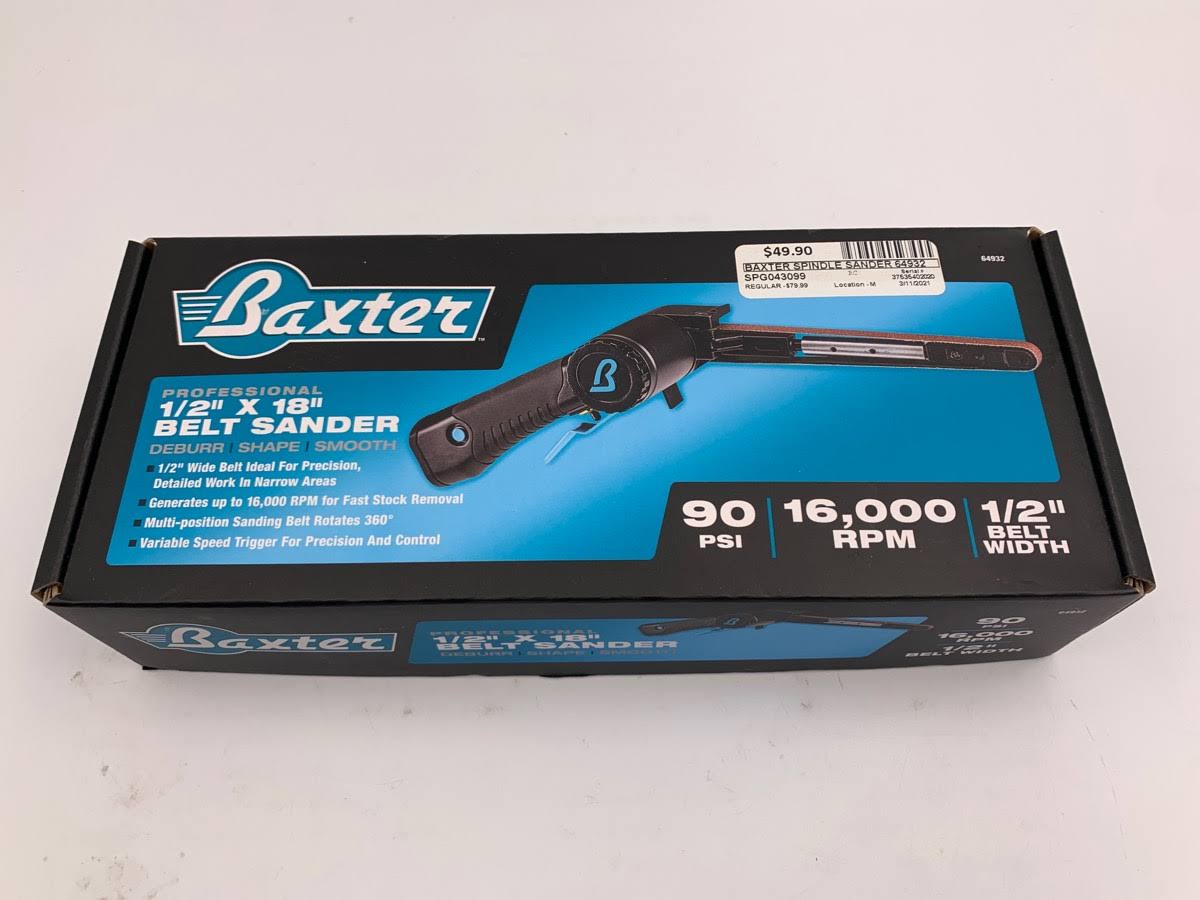 $49.90
BAXTER SPINDLE SANDER 64932
SPG043099
Serial #
37535402020
REGULAR -$79.99 Location - M 3/11/2021
64932
Baxter
™
PROFESSIONAL
1/2" X 18"
BELT SANDER
DEBURR | SHAPE | SMOOTH
1/2" Wide Belt Ideal For Precision,
Detailed Work In Narrow Areas
Generates up to 16,000 RPM for Fast Stock Removal
Multi-position Sanding Belt Rotates 360°
Variable Speed Trigger For Precision And Control
B
90
PSI
16,000
RPM
1/2"
BELT
WIDTH
Baxter
PROFESSIONAL
1/2" X 18"
BELT SANDER
DEBURR | SHAPE | SMOOTH
64932
90
PSI
16,000
RPM
1/2"
BELT WIDTH